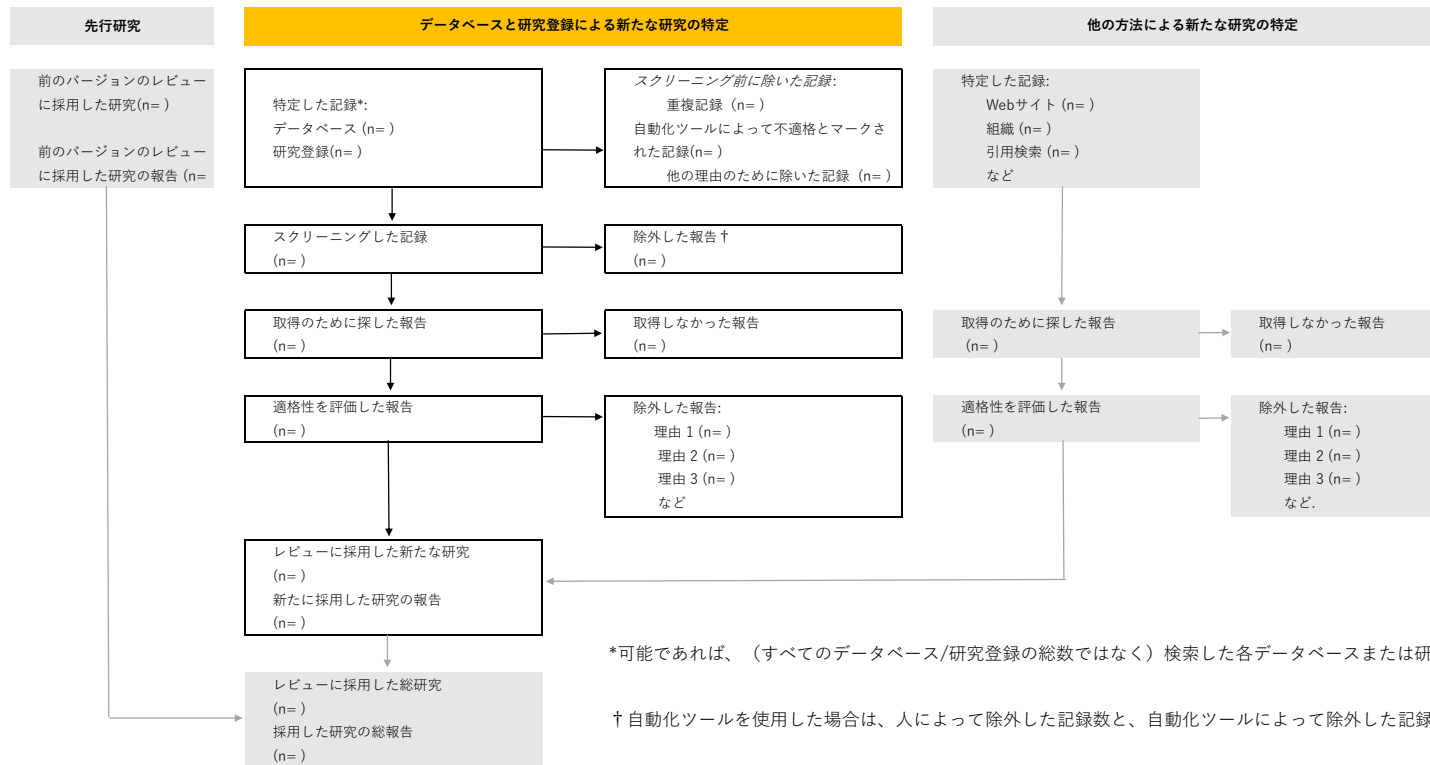 先行研究
データベースと研究登録による新たな研究の特定
他の方法による新たな研究の特定
前のバージョンのレビュー
に採用した研究(n= )
前のバージョンのレビュー
に採用した研究の報告 (n=
特定した記録*:
データベース (n= )
研究登録(n= )
スクリーニング前に除いた記録:
重複記録（n= ）
自動化ツールによって不適格とマークさ
れた記録(n= )
他の理由のために除いた記録（n= ）
特定した記録:
Webサイト (n= )
組織 (n= )
引用検索 (n= )
など
スクリーニングした記録
(n= )
除外した報告†
(n= )
取得のために探した報告
(n= )
取得しなかった報告
(n= )
取得のために探した報告
(n= )
取得しなかった報告
(n= )
適格性を評価した報告
(n= )
除外した報告:
理由 1 (n= )
理由 2 (n= )
理由 3 (n= )
など
適格性を評価した報告
(n= )
除外した報告:
理由 1 (n= )
理由 2 (n= )
理由 3 (n= )
など.
レビューに採用した新たな研究
(n= )
新たに採用した研究の報告
(n= )
レビューに採用した総研究
(n= )
採用した研究の総報告
(n= )
*可能であれば、（すべてのデータベース/研究登録の総数ではなく）検索した各データベースまたは研
†自動化ツールを使用した場合は、人によって除外した記録数と、自動化ツールによって除外した記録